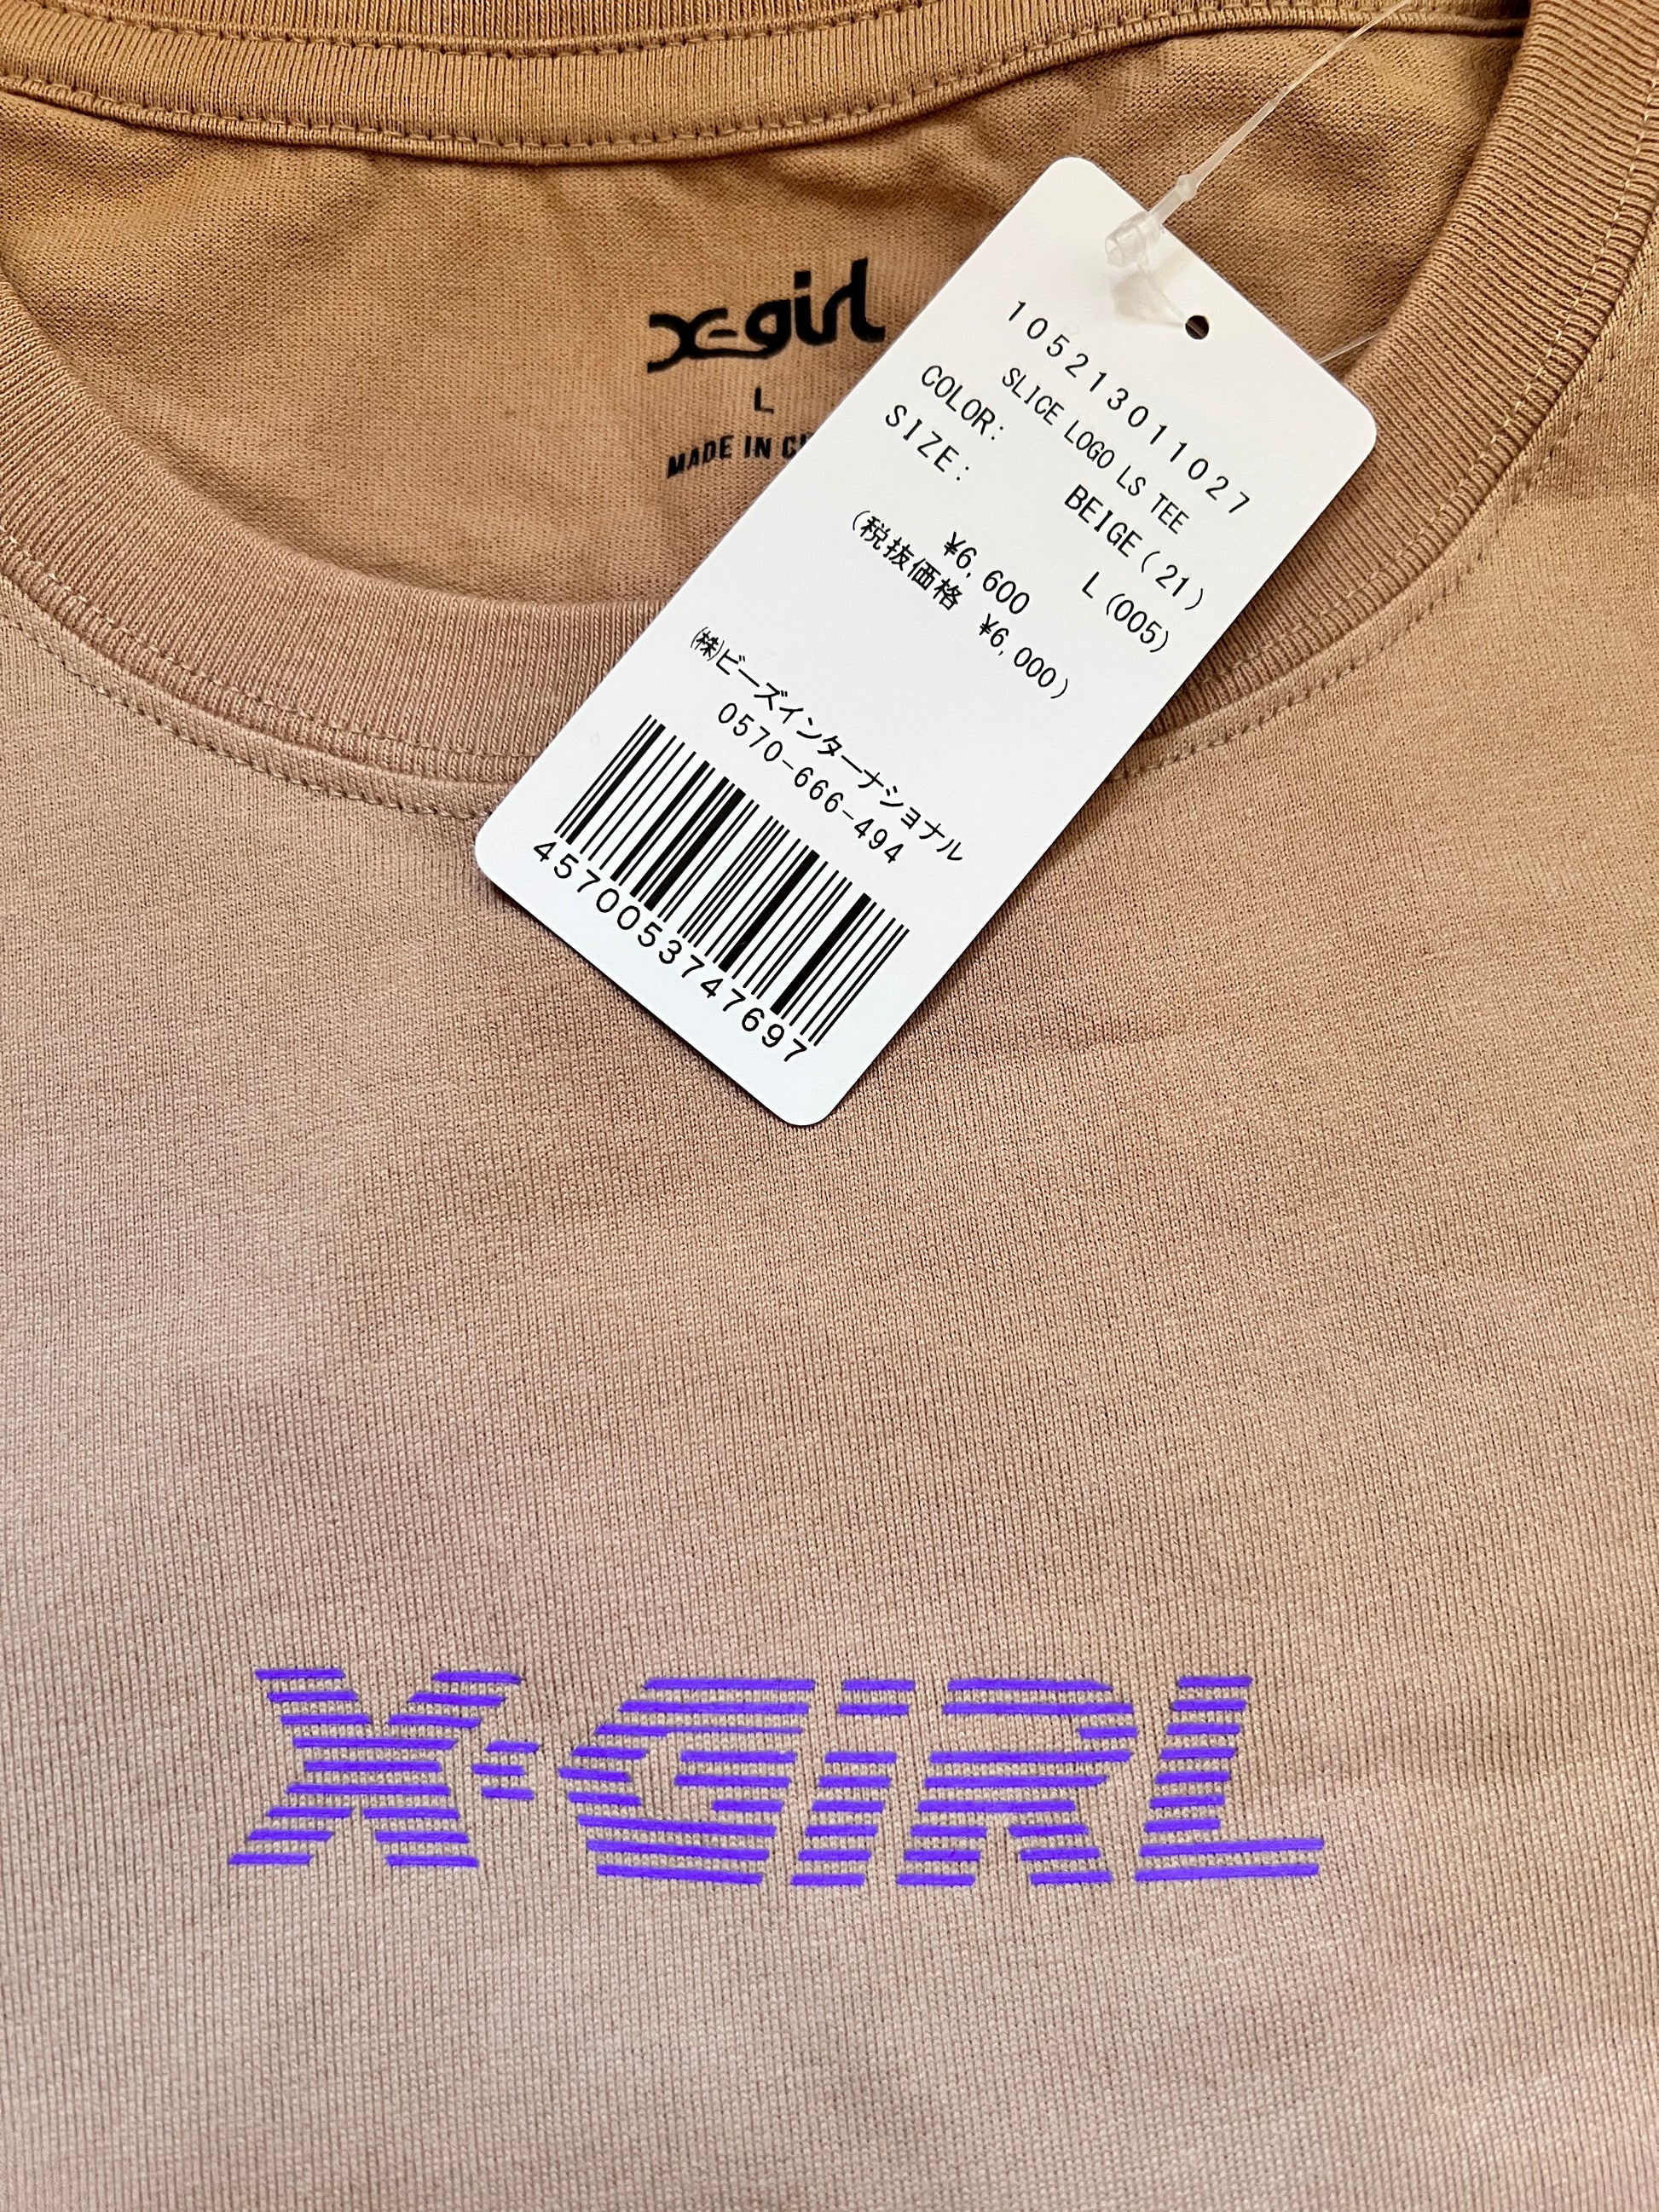 x-girl
L
MADE IN
105213011027
SLICE LOGO LS TEE
COLOR: BEIGE(21)
SIZE: L(005)
¥6,600
(税抜価格 ¥6,000)
㈱ビーズインターナショナル
0570-666-494
4570053747697
X-GIRL